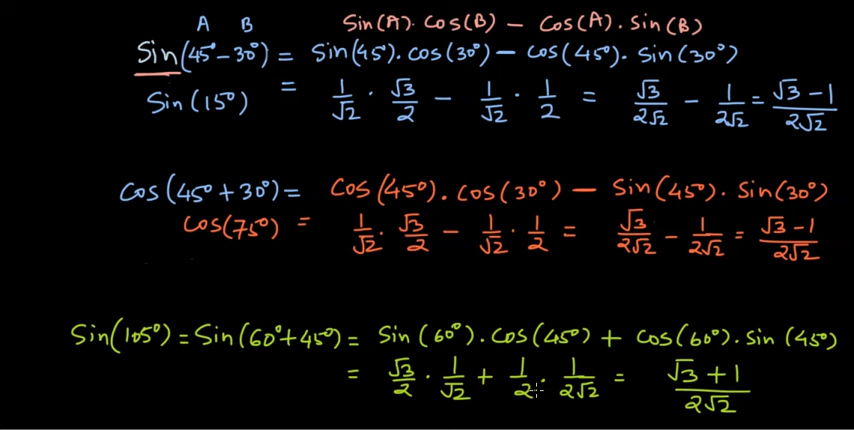 A B Sin(A).Cos(B) − Cos(A).Sin(B)
Sin(45°−30°) = Sin(45°).cos(30°) − cos(45°).Sin(30°)
Sin(15°) = 1/√2 . √3/2 − 1/√2 . 1/2 = √3/2√2 − 1/2√2 = √3−1/2√2
Cos(45°+30°) = Cos(45°).Cos(30°) − Sin(45°).Sin(30°)
Cos(75°) = 1/√2 . √3/2 − 1/√2 . 1/2 = √3/2√2 − 1/2√2 = √3−1/2√2
Sin(105°) = Sin(60°+45°) = Sin(60°).Cos(45°) + Cos(60°).Sin(45°)
= √3/2 . 1/√2 + 1/2 . 1/2√2 = √3+1/2√2